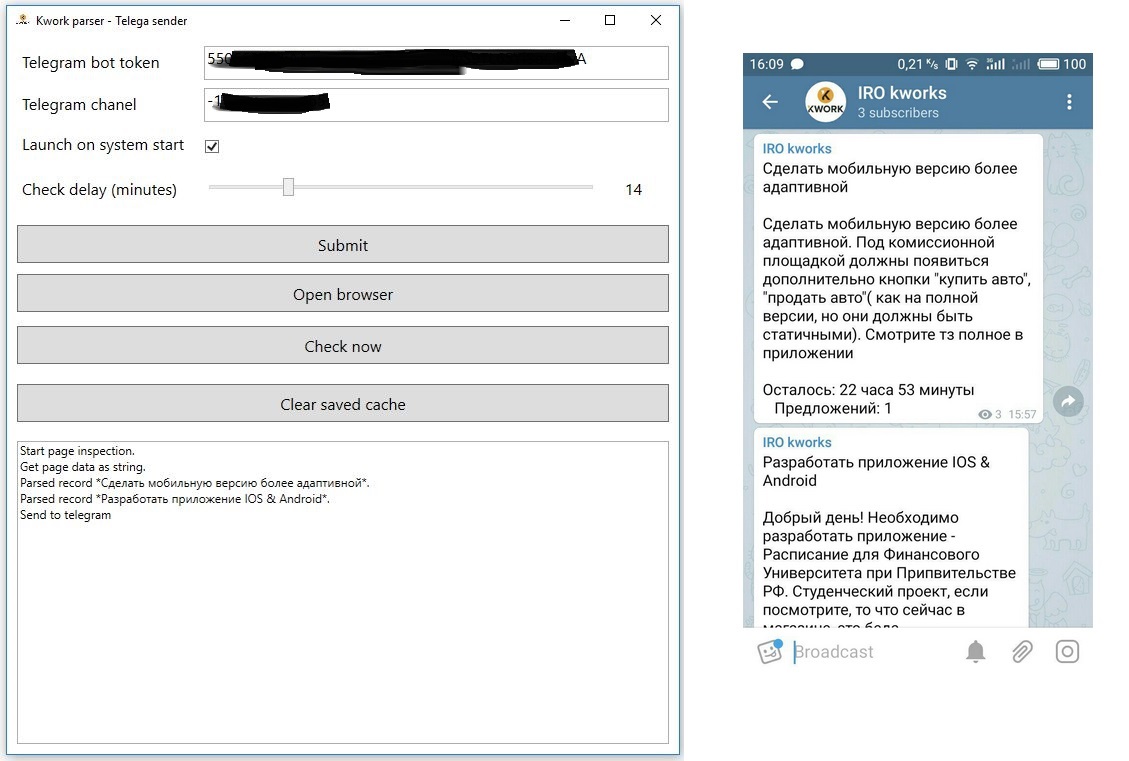 Kwork parser - Telega sender
Telegram bot token
550
A
Telegram chanel
-1
Launch on system start
Check delay (minutes)
14
Submit
Open browser
Check now
Clear saved cache
Start page inspection.
Get page data as string.
Parsed record *Сделать мобильную версию более адаптивной*.
Parsed record *Разработать приложение IOS & Android*.
Send to telegram
16:09
0,21 K/s
3G
100
KWORK
IRO kworks
3 subscribers
IRO kworks
Сделать мобильную версию более
адаптивной
Сделать мобильную версию более
адаптивной. Под комиссионной
площадкой должны появиться
дополнительно кнопки "купить авто",
"продать авто"( как на полной
версии, но они должны быть
статичными). Смотрите тз полное в
приложении
Осталось: 22 часа 53 минуты
Предложений: 1
3 15:57
IRO kworks
Разработать приложение IOS &
Android
Добрый день! Необходимо
разработать приложение -
Расписание для Финансового
Университета при Припвительстве
РФ. Студенческий проект, если
посмотрите, то что сейчас в
Broadcast